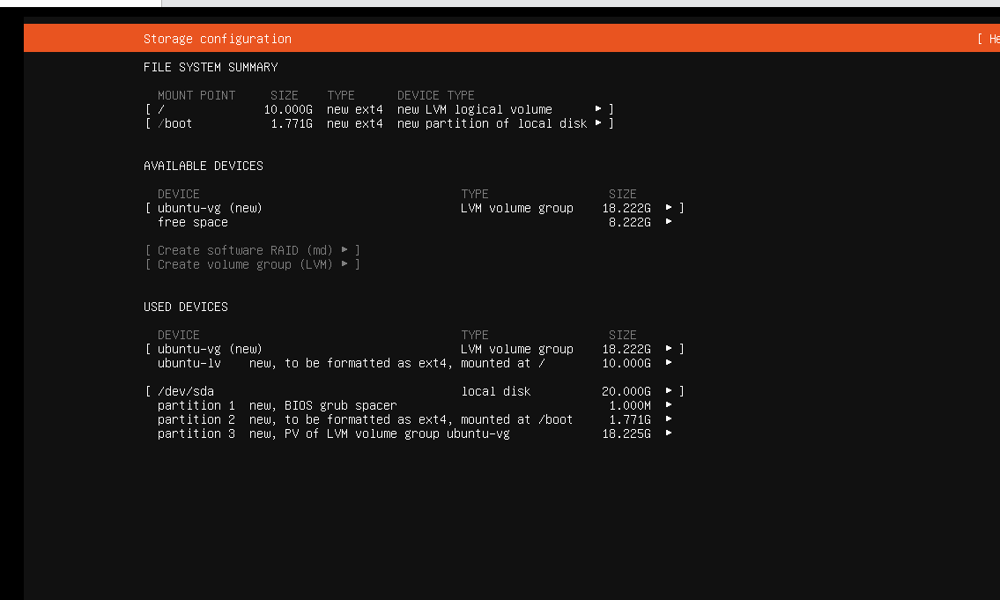 Storage configuration [ He
FILE SYSTEM SUMMARY
MOUNT POINT SIZE TYPE DEVICE TYPE
[ / 10.000G new ext4 new LVM logical volume ▸ ]
[ /boot 1.771G new ext4 new partition of local disk ▸ ]
AVAILABLE DEVICES
DEVICE TYPE SIZE
[ ubuntu-vg (new) LVM volume group 18.222G ▸ ]
free space 8.222G ▸
[ Create software RAID (md) ▸ ]
[ Create volume group (LVM) ▸ ]
USED DEVICES
DEVICE TYPE SIZE
[ ubuntu-vg (new) LVM volume group 18.222G ▸ ]
ubuntu-lv new, to be formatted as ext4, mounted at / 10.000G ▸
[ /dev/sda local disk 20.000G ▸ ]
partition 1 new, BIOS grub spacer 1.000M ▸
partition 2 new, to be formatted as ext4, mounted at /boot 1.771G ▸
partition 3 new, PV of LVM volume group ubuntu-vg 18.225G ▸